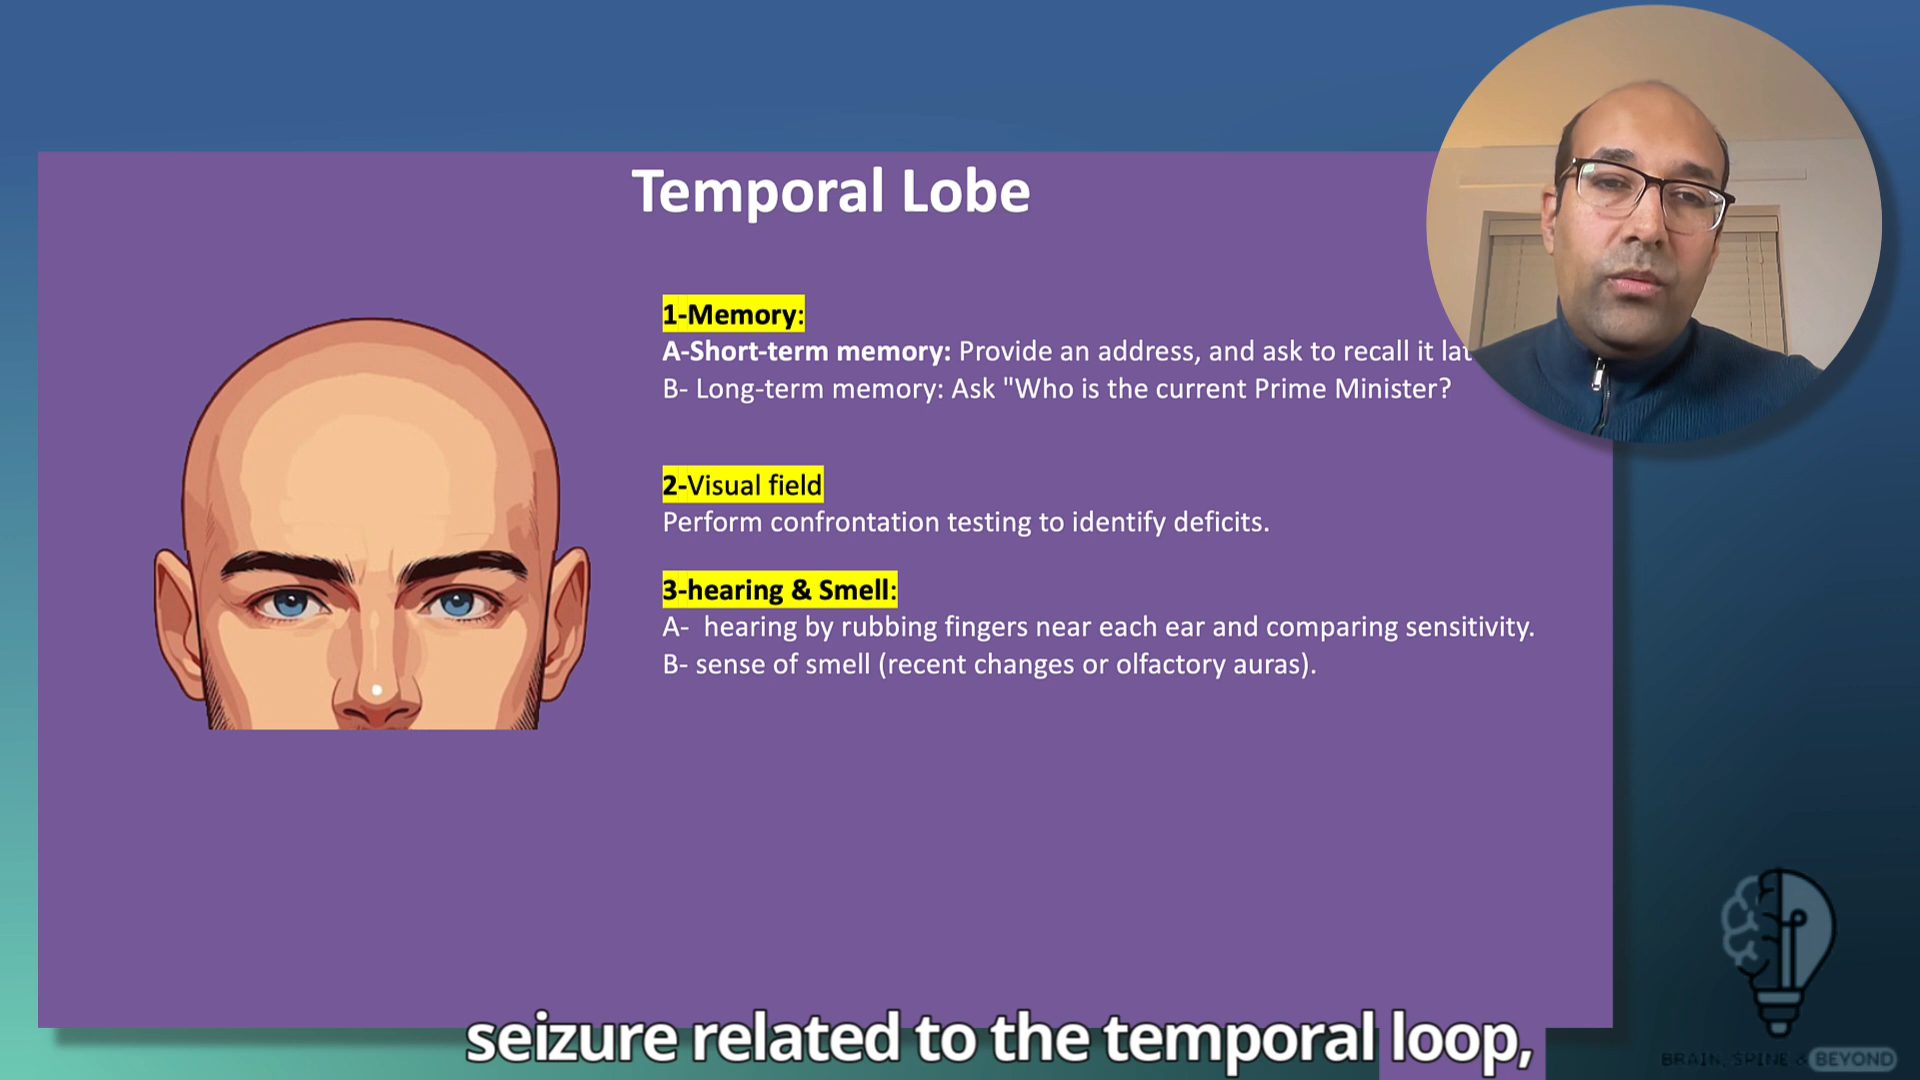 Temporal Lobe
1-Memory:
A-Short-term memory: Provide an address, and ask to recall it
B- Long-term memory: Ask "Who is the current Prime Minister?
2-Visual field
Perform confrontation testing to identify deficits.
3-hearing & Smell:
A- hearing by rubbing fingers near each ear and comparing sensitivity.
B- sense of smell (recent changes or olfactory auras).
seizure related to the temporal loop,
BRAIN, SPINE & BEYOND